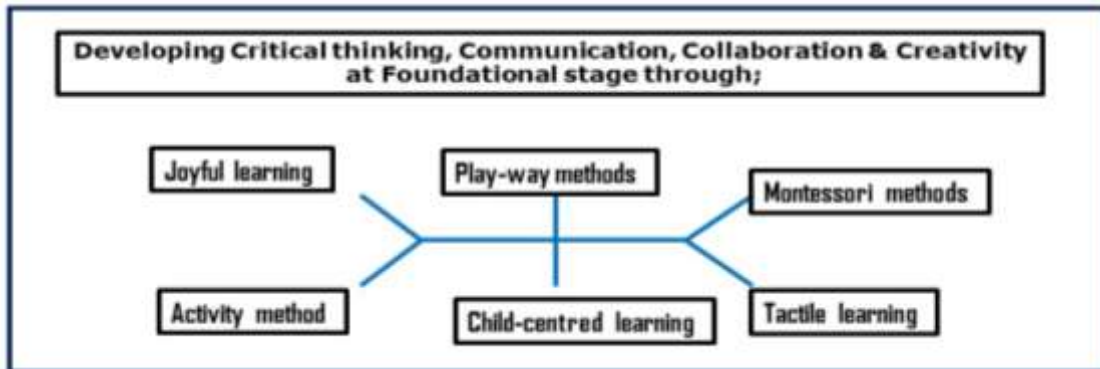 Developing Critical thinking, Communication, Collaboration & Creativity
at Foundational stage through;
Joyful learning
Play-way methods
Montessori methods
Activity method
Child-centred learning
Tactile learning